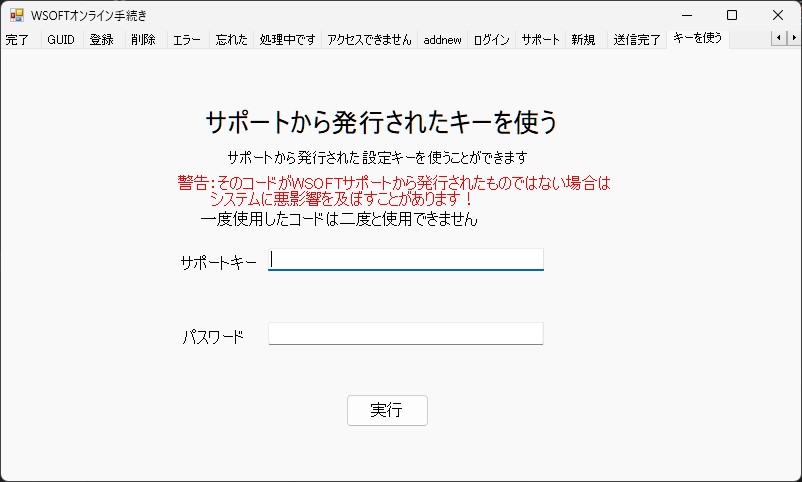 WSOFTオンライン手続き
完了 GUID 登録 削除 エラー 忘れた 処理中です アクセスできません addnew ログイン サポート 新規 送信完了 キーを使う
サポートから発行されたキーを使う
サポートから発行された設定キーを使うことができます
警告：そのコードがWSOFTサポートから発行されたものではない場合は
システムに悪影響を及ぼすことがあります！
一度使用したコードは二度と使用できません
サポートキー
パスワード
実行